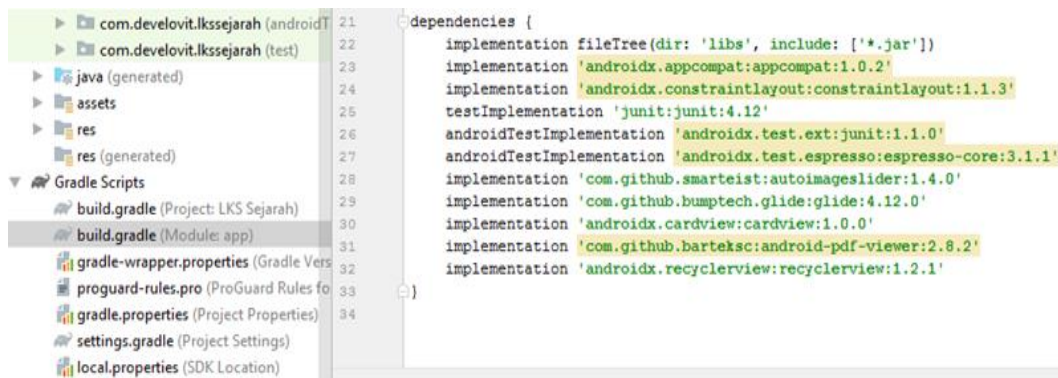 com.develovit.lkssejarah (androidT
com.develovit.lkssejarah (test)
java (generated)
assets
res
res (generated)
Gradle Scripts
build.gradle (Project: LKS Sejarah)
build.gradle (Module: app)
gradle-wrapper.properties (Gradle Vers
proguard-rules.pro (ProGuard Rules fo
gradle.properties (Project Properties)
settings.gradle (Project Settings)
local.properties (SDK Location)
21 dependencies {
22 implementation fileTree(dir: 'libs', include: ['*.jar'])
23 implementation 'androidx.appcompat:appcompat:1.0.2'
24 implementation 'androidx.constraintlayout:constraintlayout:1.1.3'
25 testImplementation 'junit:junit:4.12'
26 androidTestImplementation 'androidx.test.ext:junit:1.1.0'
27 androidTestImplementation 'androidx.test.espresso:espresso-core:3.1.1'
28 implementation 'com.github.smarteist:autoimageslider:1.4.0'
29 implementation 'com.github.bumptech.glide:glide:4.12.0'
30 implementation 'androidx.cardview:cardview:1.0.0'
31 implementation 'com.github.barteksc:android-pdf-viewer:2.8.2'
32 implementation 'androidx.recyclerview:recyclerview:1.2.1'
33 }
34